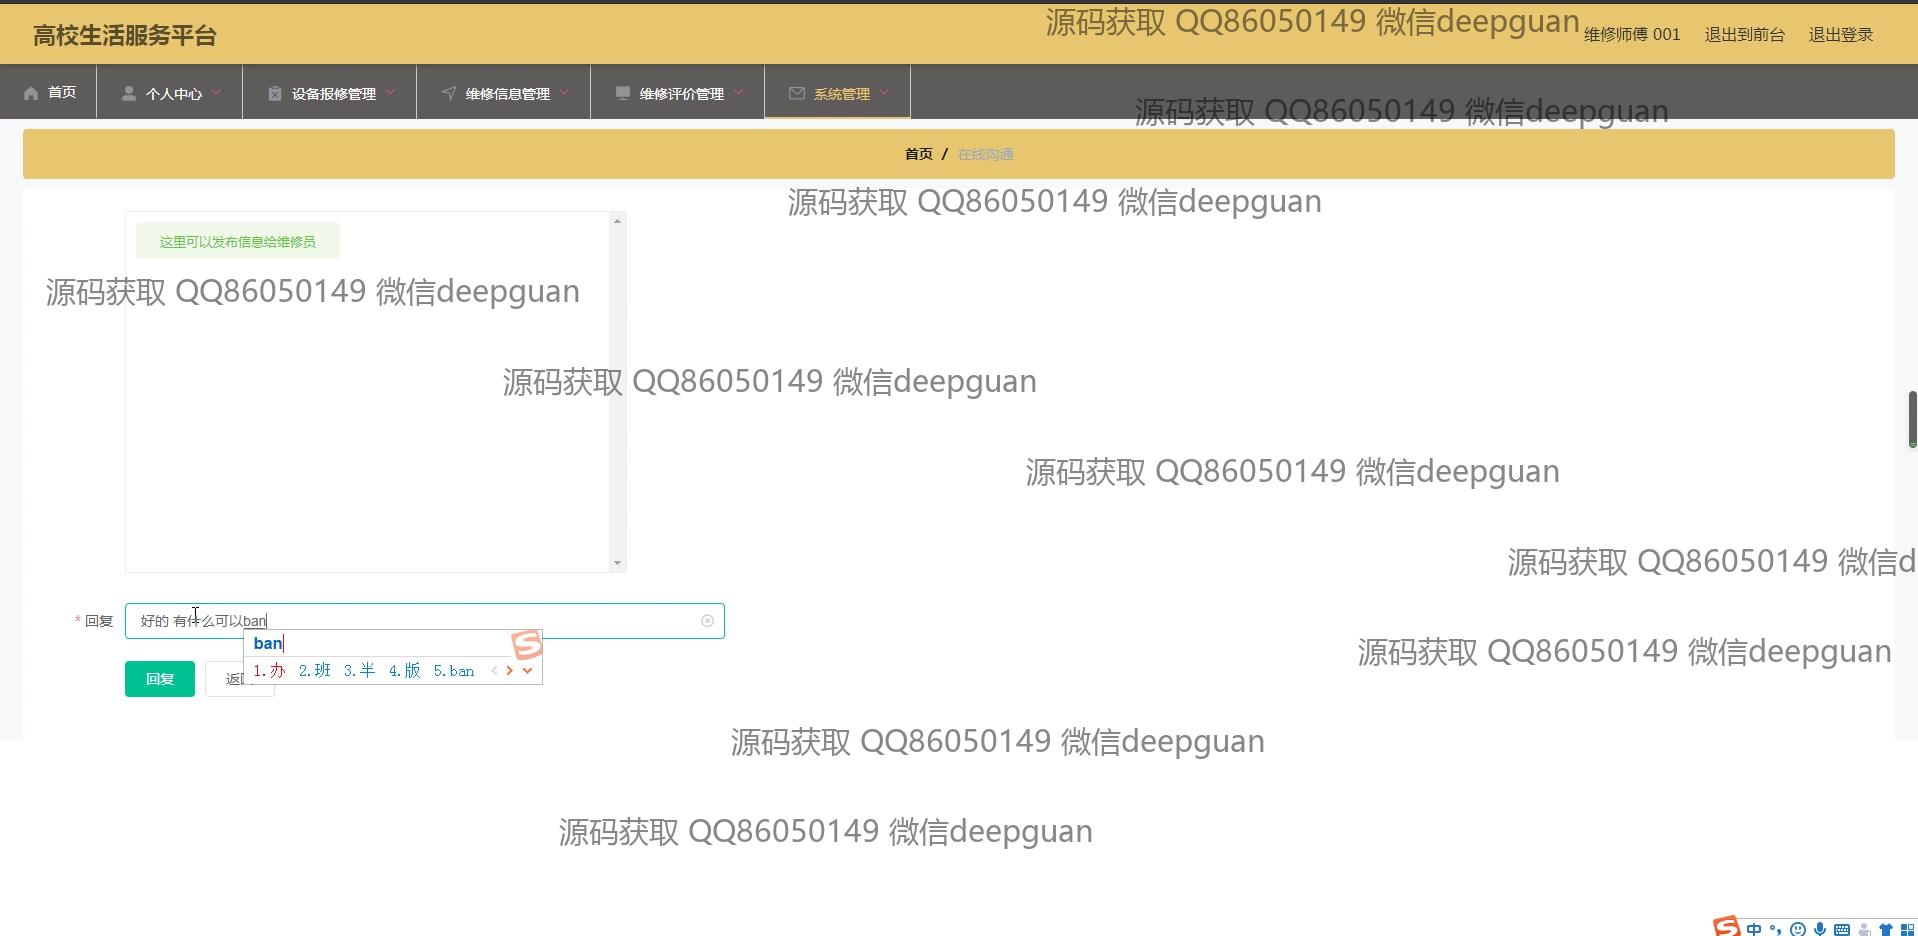 高校生活服务平台
源码获取 QQ86050149 微信deepguan
维修师傅 001 退出到前台 退出登录
首页 个人中心 设备报修管理 维修信息管理 维修评价管理 系统管理
源码获取 QQ86050149 微信deepguan
首页 / 在线沟通
源码获取 QQ86050149 微信deepguan
这里可以发布信息给维修员
源码获取 QQ86050149 微信deepguan
源码获取 QQ86050149 微信deepguan
源码获取 QQ86050149 微信deepguan
源码获取 QQ86050149 微信d
* 回复 好的 有什么可以ban
ban
源码获取 QQ86050149 微信deepguan
1.办 2.班 3.半 4.版 5.ban
回复
源码获取 QQ86050149 微信deepguan
源码获取 QQ86050149 微信deepguan
中